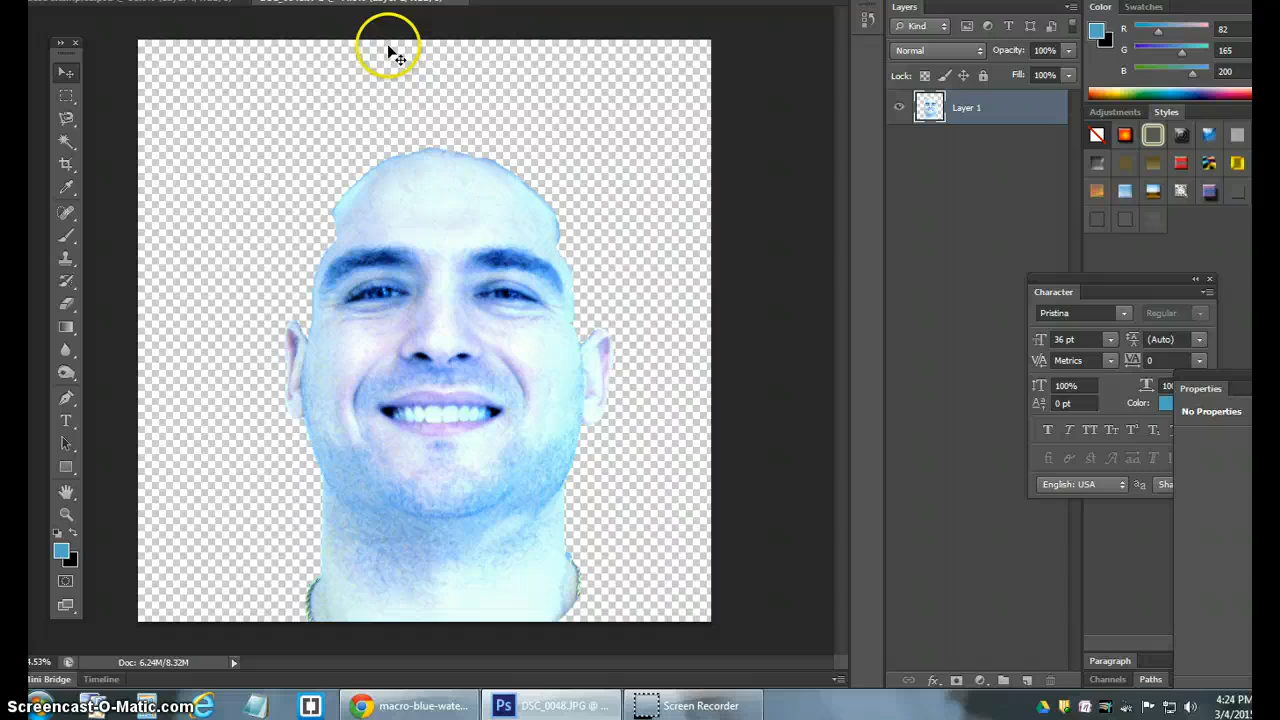 Layers
Color
Swatches
Kind
R
82
Normal
Opacity:
100%
G
165
Lock:
Fill:
100%
B
200
Layer 1
Adjustments
Styles
Character
Pristina
Regular
36 pt
(Auto)
Metrics
0
100%
0 pt
Color:
Properties
No Properties
English: USA
Paragraph
Channels
Paths
Doc: 6.24M/8.32M
Mini Bridge
Timeline
macro-blue-wate...
DSC_0048.JPG @ ...
Screen Recorder
4:24 PM
Screencast-O-Matic.com